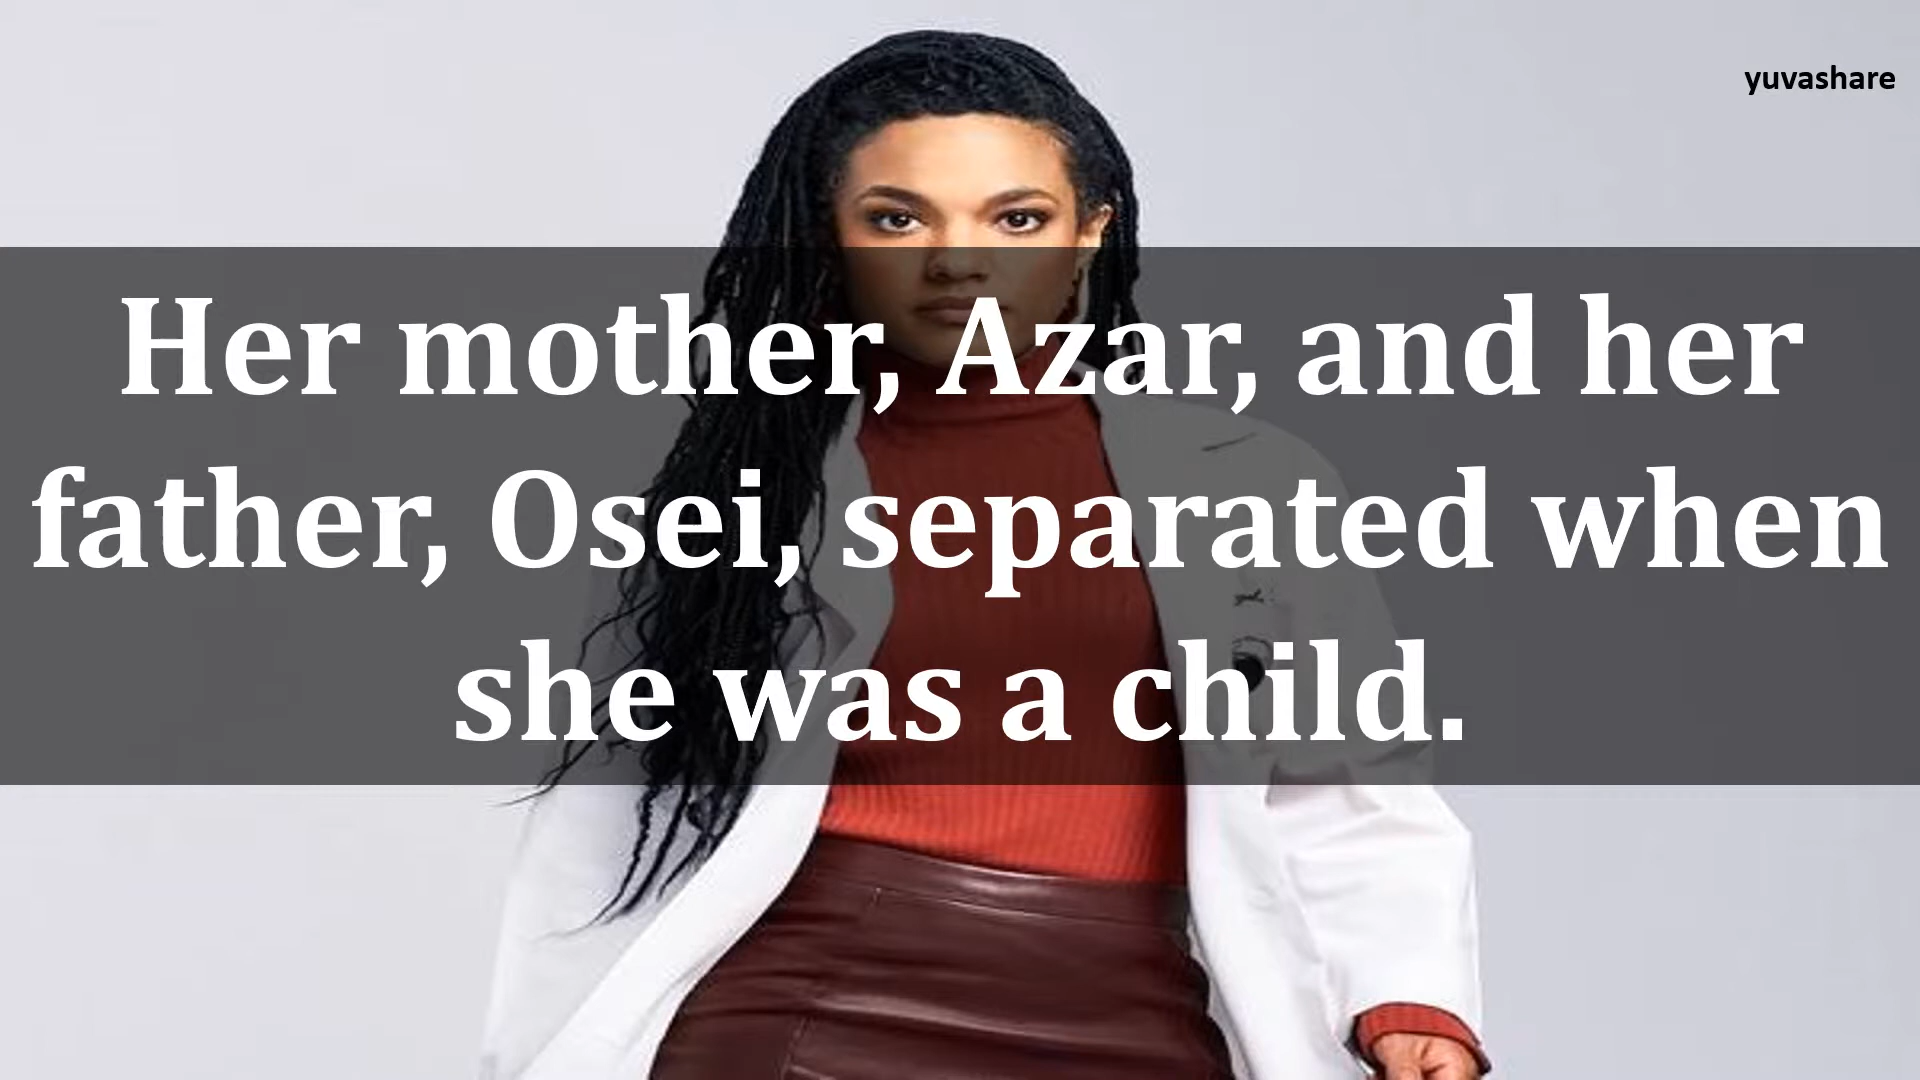 yuvashare
Her mother, Azar, and her
father, Osei, separated when
she was a child.